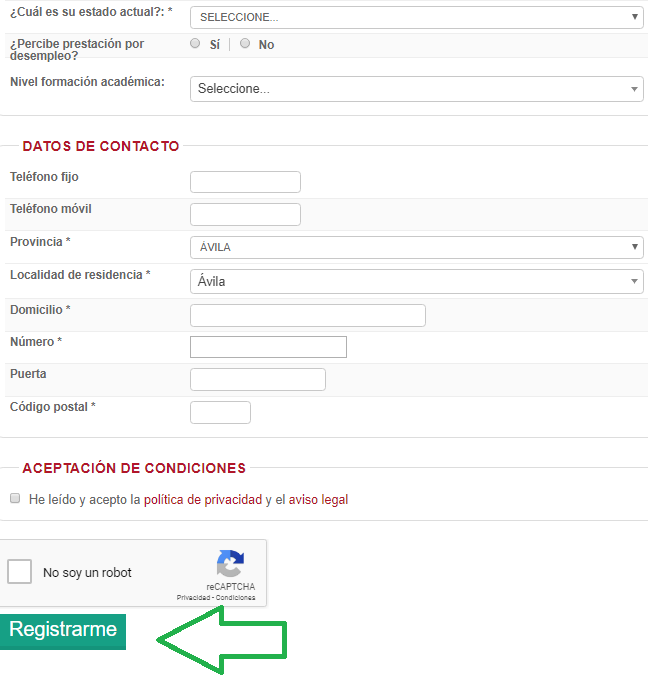 ¿Cuál es su estado actual?: *
SELECCIONE...
¿Percibe prestación por
desempleo?
Sí No
Nivel formación académica:
Seleccione...
DATOS DE CONTACTO
Teléfono fijo
Teléfono móvil
Provincia *
ÁVILA
Localidad de residencia *
Ávila
Domicilio *
Número *
Puerta
Código postal *
ACEPTACIÓN DE CONDICIONES
He leído y acepto la política de privacidad y el aviso legal
No soy un robot
reCAPTCHA
Privacidad - Condiciones
Registrarme